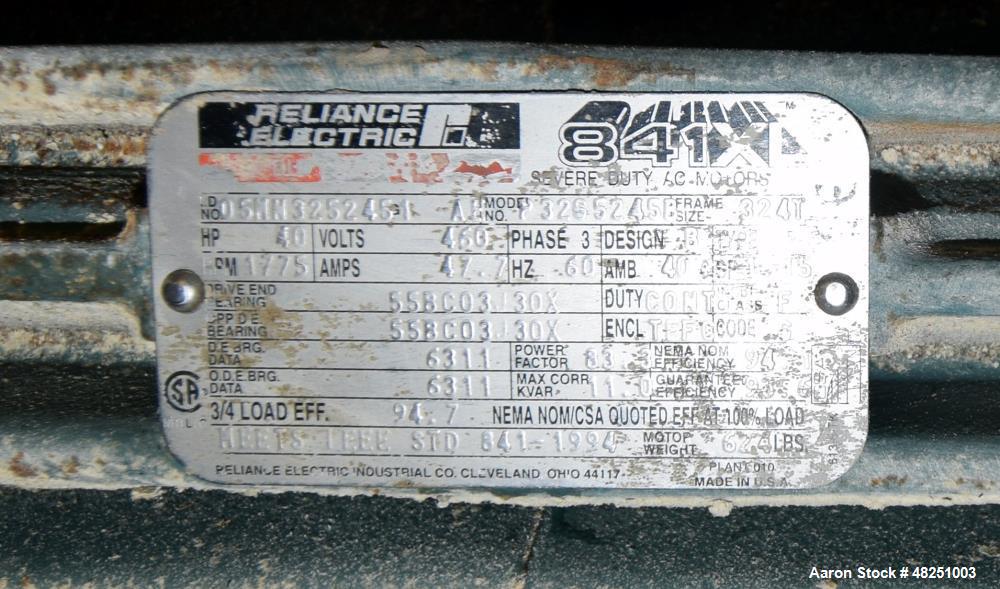 RELIANCE
ELECTRIC
841XL TM
SEVERE DUTY AC MOTORS
NO. MODEL NO. FRAME SIZE 324T
HP 40 VOLTS 460 PHASE 3 DESIGN B
RPM 1775 AMPS 47.7 HZ 60 AMB 40
DRIVE END BEARING 55BC03J30X DUTY CONT F
OPP D.E. BEARING 55BC03J30X ENCL CODE
D.E. BRG. DATA 6311 POWER FACTOR NEMA NOM EFFICIENCY
O.D.E. BRG. DATA 6311 MAX CORR KVAR 11.0 GUARANTEED EFFICIENCY
3/4 LOAD EFF. 94.7 NEMA NOM/CSA QUOTED EFF AT 100% LOAD
MEETS IEEE STD 841-1994 MOTOR WEIGHT LBS
RELIANCE ELECTRIC INDUSTRIAL CO. CLEVELAND OHIO 44117 PLANT 010
MADE IN U.S.A.
Aaron Stock # 48251003